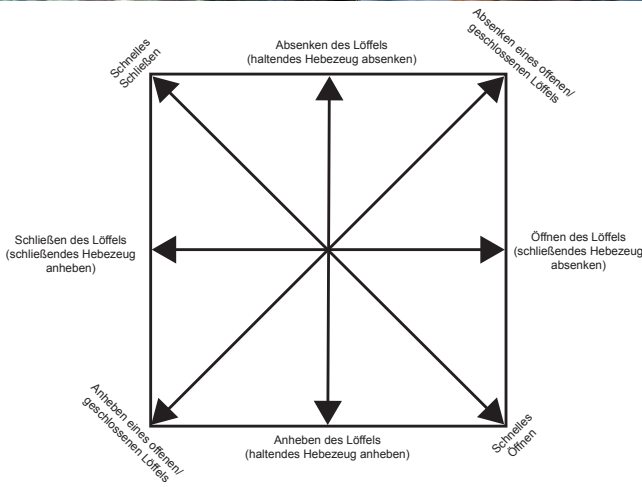 Schnelles
Schließen
Absenken des Löffels
(haltendes Hebezeug absenken)
Absenken eines offenen/
geschlossenen Löffels
Schließen des Löffels
(schließendes Hebezeug
anheben)
Öffnen des Löffels
(schließendes Hebezeug
absenken)
Anheben eines offenen/
geschlossenen Löffels
Anheben des Löffels
(haltendes Hebezeug anheben)
Schnelles
Öffnen